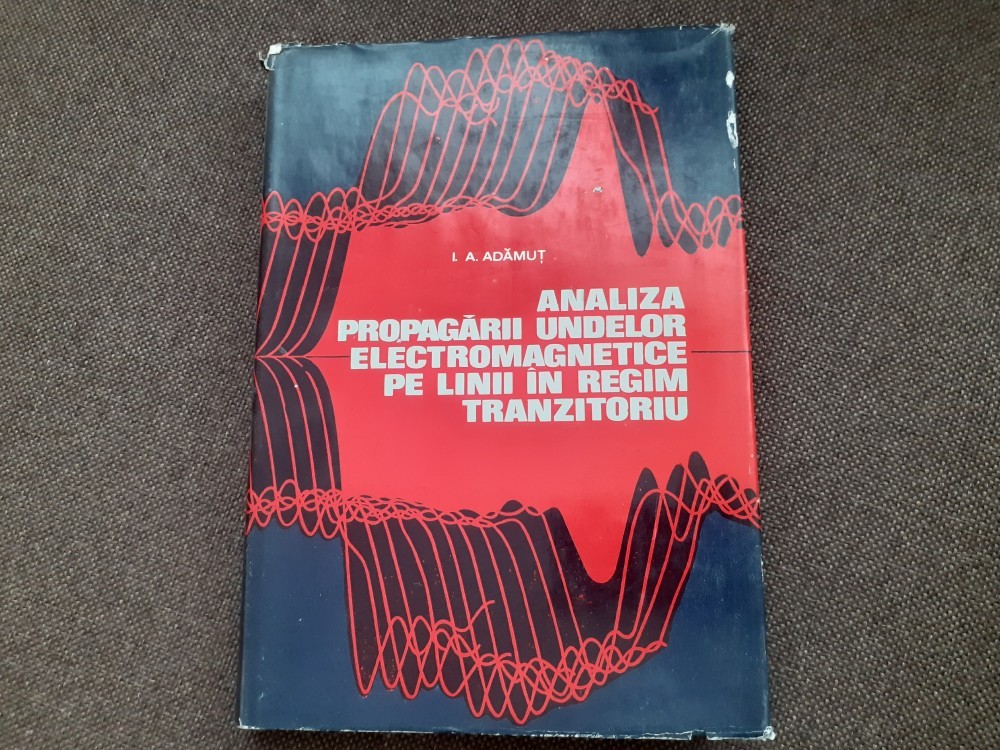 I. A. ADĂMUȚ
ANALIZA
PROPAGĂRII UNDELOR
ELECTROMAGNETICE
PE LINII ÎN REGIM
TRANZITORIU